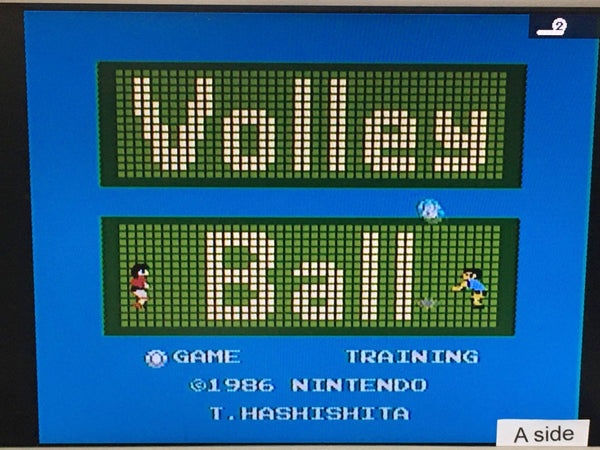 2
Volley
Ball
GAME TRAINING
©1986 NINTENDO
T.HASHISHITA
A side